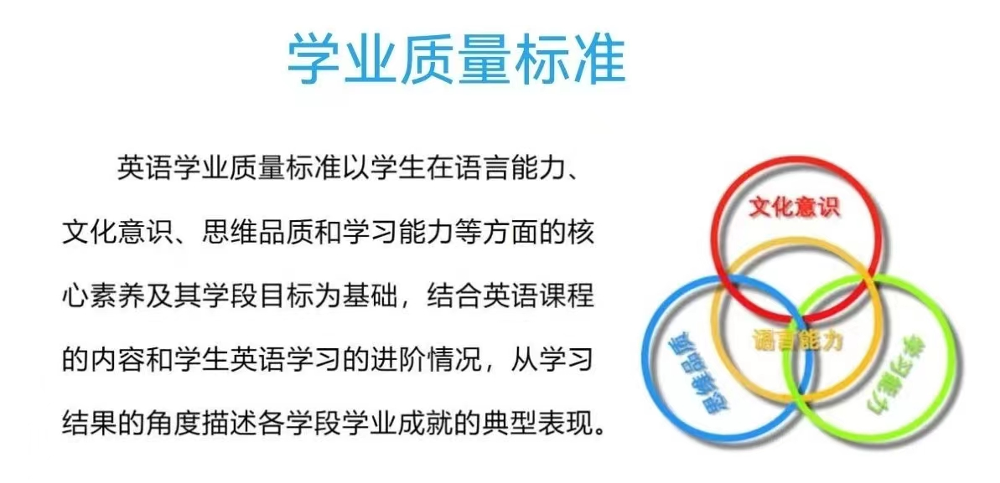 学业质量标准
英语学业质量标准以学生在语言能力、
文化意识、思维品质和学习能力等方面的核
心素养及其学段目标为基础，结合英语课程
的内容和学生英语学习的进阶情况，从学习
结果的角度描述各学段学业成就的典型表现。
文化意识
语言能力
思维品质
学习能力